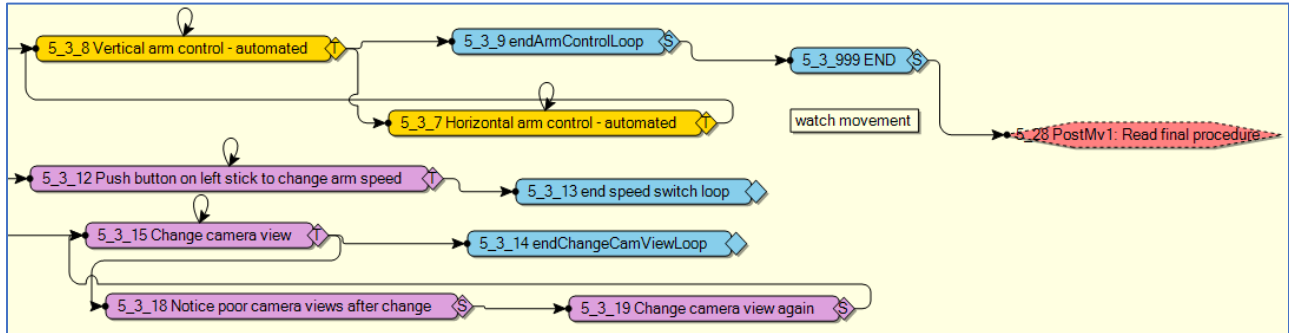 5_3_8 Vertical arm control - automated
T
5_3_9 endArmControlLoop
S
5_3_999 END
S
5_3_7 Horizontal arm control - automated
T
watch movement
5_28 PostMv1: Read final procedure
5_3_12 Push button on left stick to change arm speed
T
5_3_13 end speed switch loop
5_3_15 Change camera view
T
5_3_14 endChangeCamViewLoop
5_3_18 Notice poor camera views after change
S
5_3_19 Change camera view again
S